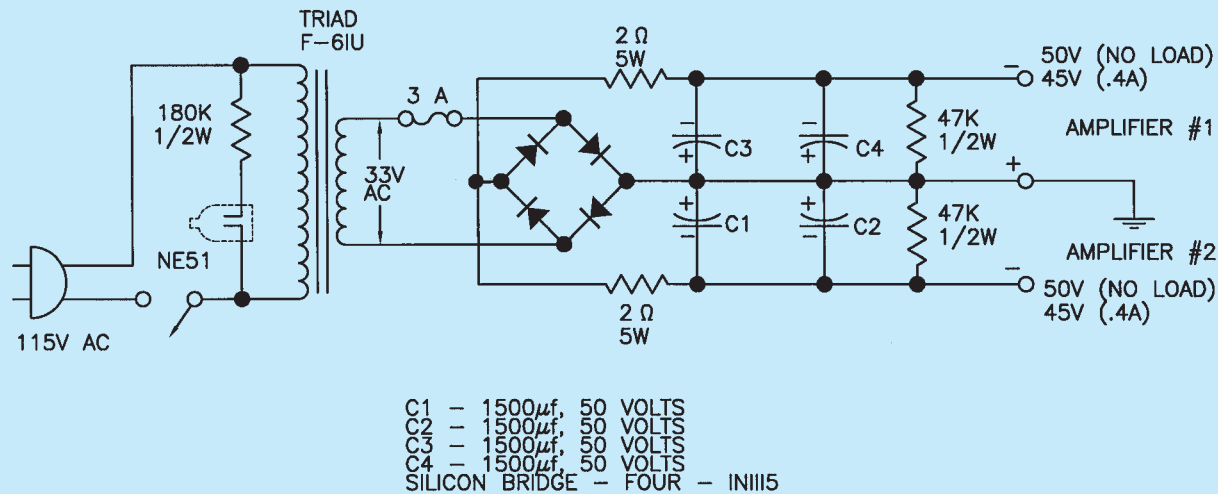 TRIAD
F-61U
180K
1/2W
NE51
115V AC
3 A
33V
AC
2 Ω
5W
- 50V (NO LOAD)
45V (.4A)
- +
C3
- +
C4
47K
1/2W
AMPLIFIER #1
+
+ -
C1
+ -
C2
47K
1/2W
AMPLIFIER #2
2 Ω
5W
- 50V (NO LOAD)
45V (.4A)
C1 - 1500µf, 50 VOLTS
C2 - 1500µf, 50 VOLTS
C3 - 1500µf, 50 VOLTS
C4 - 1500µf, 50 VOLTS
SILICON BRIDGE - FOUR - INIII5